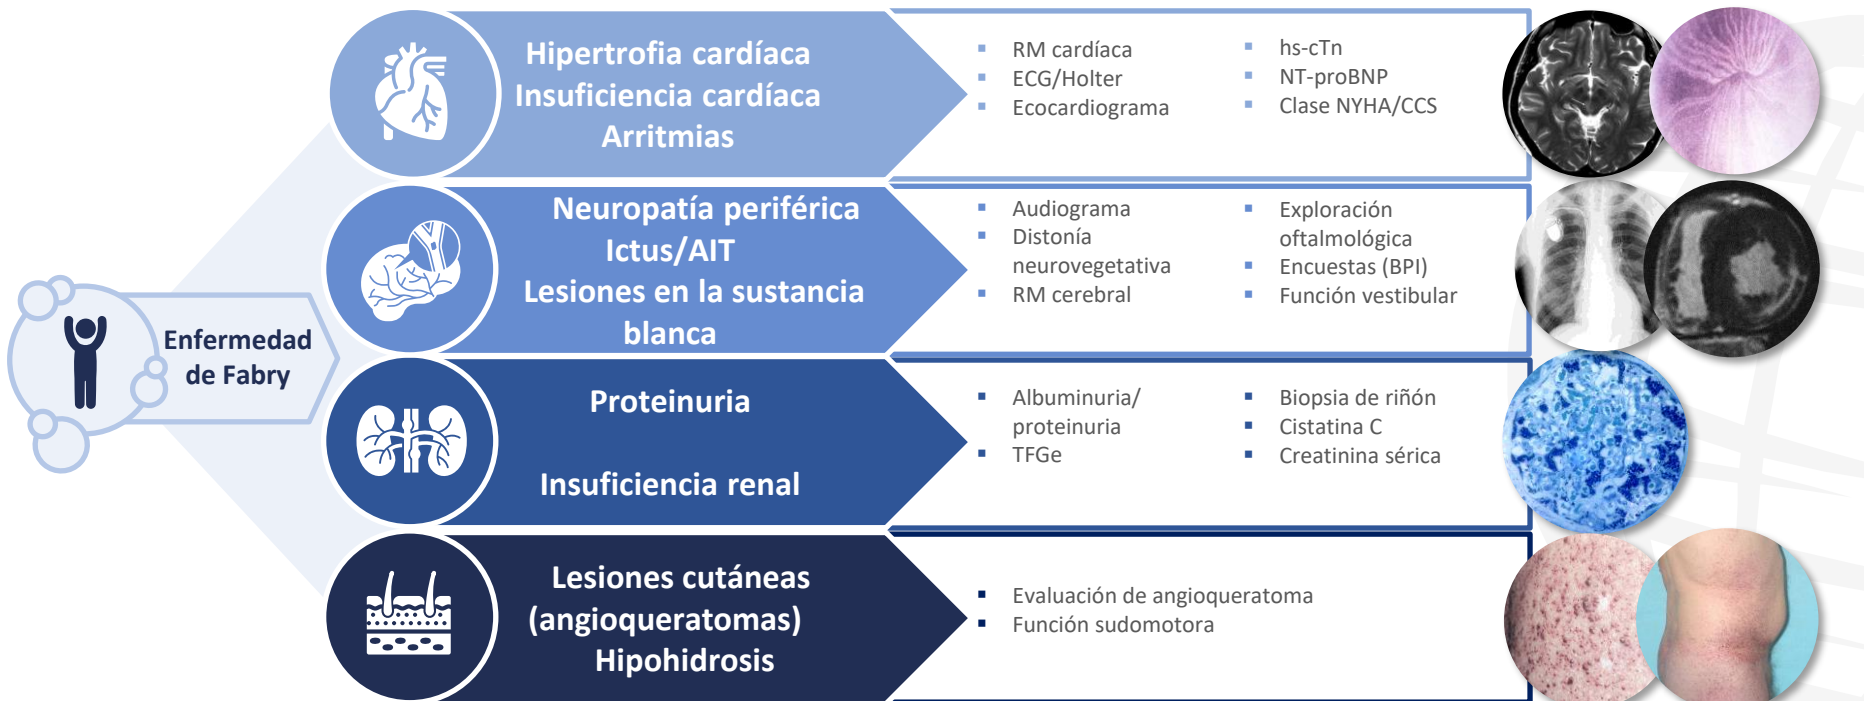 Enfermedad
de Fabry
Hipertrofia cardíaca
Insuficiencia cardíaca
Arritmias
▪ RM cardíaca
▪ ECG/Holter
▪ Ecocardiograma
▪ hs-cTn
▪ NT-proBNP
▪ Clase NYHA/CCS
Neuropatía periférica
Ictus/AIT
Lesiones en la sustancia
blanca
▪ Audiograma
▪ Distonía
neurovegetativa
▪ RM cerebral
▪ Exploración
oftalmológica
▪ Encuestas (BPI)
▪ Función vestibular
Proteinuria
Insuficiencia renal
▪ Albuminuria/
proteinuria
▪ TFGe
▪ Biopsia de riñón
▪ Cistatina C
▪ Creatinina sérica
Lesiones cutáneas
(angioqueratomas)
Hipohidrosis
▪ Evaluación de angioqueratoma
▪ Función sudomotora